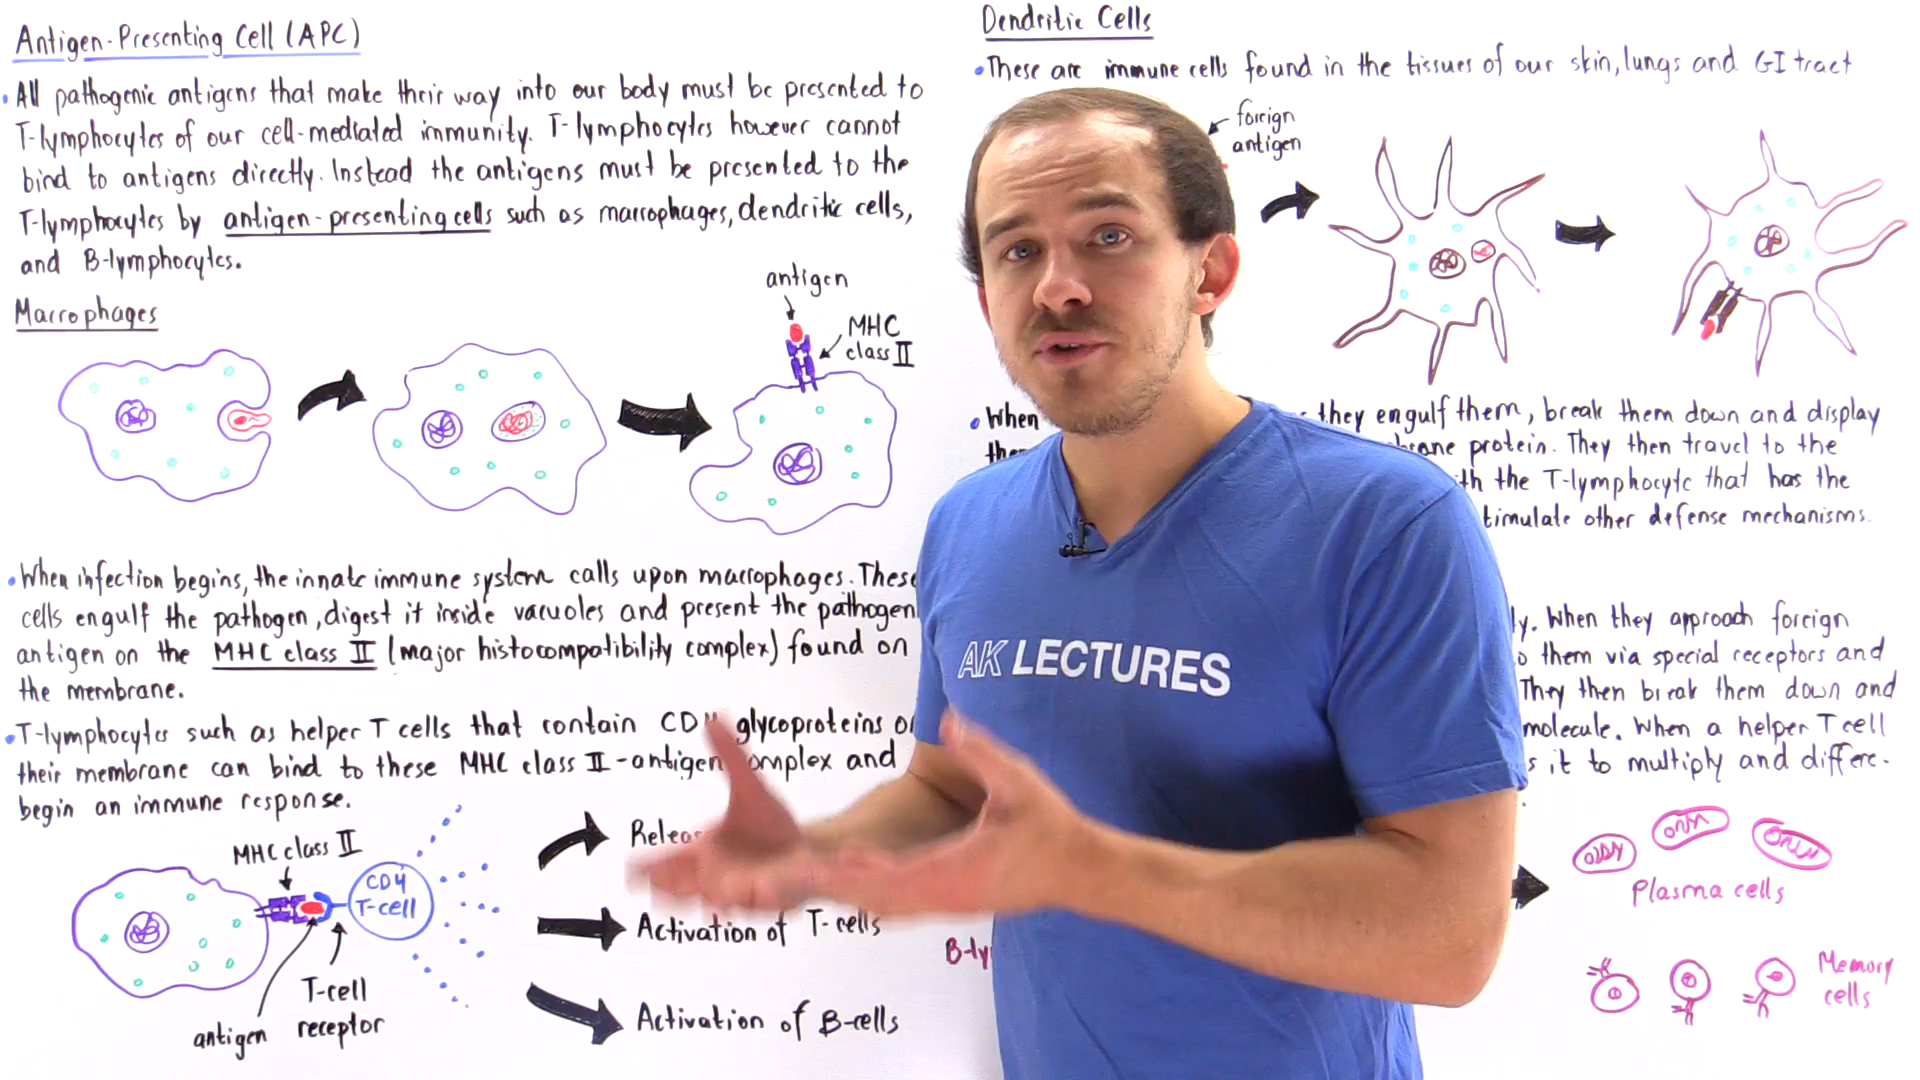 Antigen-Presenting Cell (APC)
• All pathogenic antigens that make their way into our body must be presented to
T-lymphocytes of our cell-mediated immunity. T-lymphocytes however cannot
bind to antigens directly. Instead the antigens must be presented to the
T-lymphocytes by antigen-presenting cells such as macrophages, dendritic cells,
and B-lymphocytes.
Macrophages
antigen
MHC
class II
• When infection begins, the innate immune system calls upon macrophages. These
cells engulf the pathogen, digest it inside vacuoles and present the pathogen
antigen on the MHC class II (major histocompatibility complex) found on
the membrane.
• T-lymphocytes such as helper T cells that contain CD4 glycoproteins
their membrane can bind to these MHC class II-antigen complex and
begin an immune response.
MHC class II
CD4
T-cell
antigen
T-cell
receptor
Activation of T-cells
Activation of B-cells
Dendritic Cells
• These are immune cells found in the tissues of our skin, lungs and GI tract
foreign
antigen
• When they engulf them, break them down and display
protein. They then travel to the
the T-lymphocyte that has the
other defense mechanisms.
When they approach foreign
them via special receptors and
They then break them down and
molecule. When a helper T cell
it to multiply and differe-
Plasma cells
Memory
cells
AK LECTURES